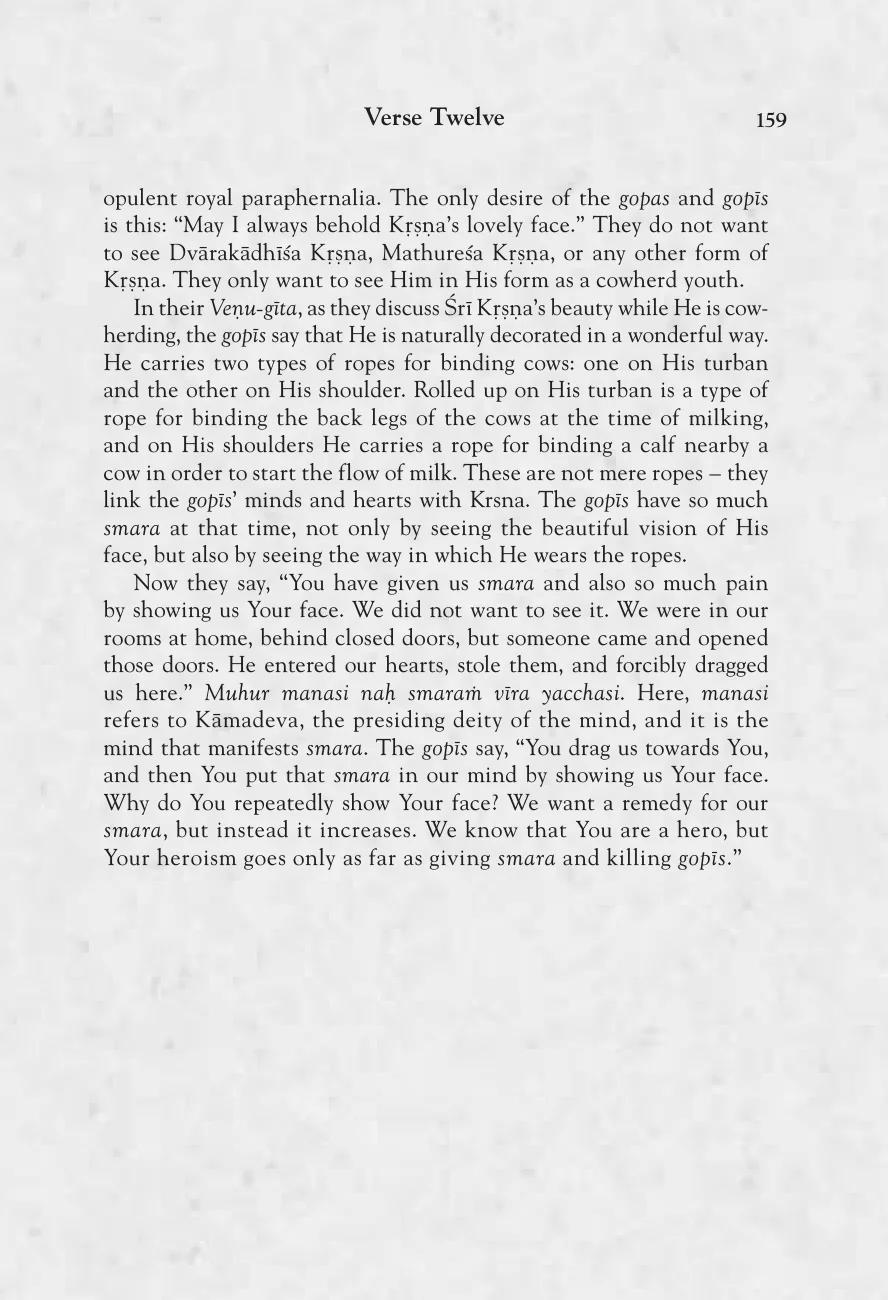 Verse Twelve 159
opulent royal paraphernalia. The only desire of the gopas and gopīs
is this: “May I always behold Kṛṣṇa’s lovely face.” They do not want
to see Dvārakādhīśa Kṛṣṇa, Mathureśa Kṛṣṇa, or any other form of
Kṛṣṇa. They only want to see Him in His form as a cowherd youth.
In their Veṇu-gīta, as they discuss Śrī Kṛṣṇa’s beauty while He is cow-
herding, the gopīs say that He is naturally decorated in a wonderful way.
He carries two types of ropes for binding cows: one on His turban
and the other on His shoulder. Rolled up on His turban is a type of
rope for binding the back legs of the cows at the time of milking,
and on His shoulders He carries a rope for binding a calf nearby a
cow in order to start the flow of milk. These are not mere ropes – they
link the gopīs’ minds and hearts with Krsna. The gopīs have so much
smara at that time, not only by seeing the beautiful vision of His
face, but also by seeing the way in which He wears the ropes.
Now they say, “You have given us smara and also so much pain
by showing us Your face. We did not want to see it. We were in our
rooms at home, behind closed doors, but someone came and opened
those doors. He entered our hearts, stole them, and forcibly dragged
us here.” Muhur manasi naḥ smaraṁ vīra yacchasi. Here, manasi
refers to Kāmadeva, the presiding deity of the mind, and it is the
mind that manifests smara. The gopīs say, “You drag us towards You,
and then You put that smara in our mind by showing us Your face.
Why do You repeatedly show Your face? We want a remedy for our
smara, but instead it increases. We know that You are a hero, but
Your heroism goes only as far as giving smara and killing gopīs.”